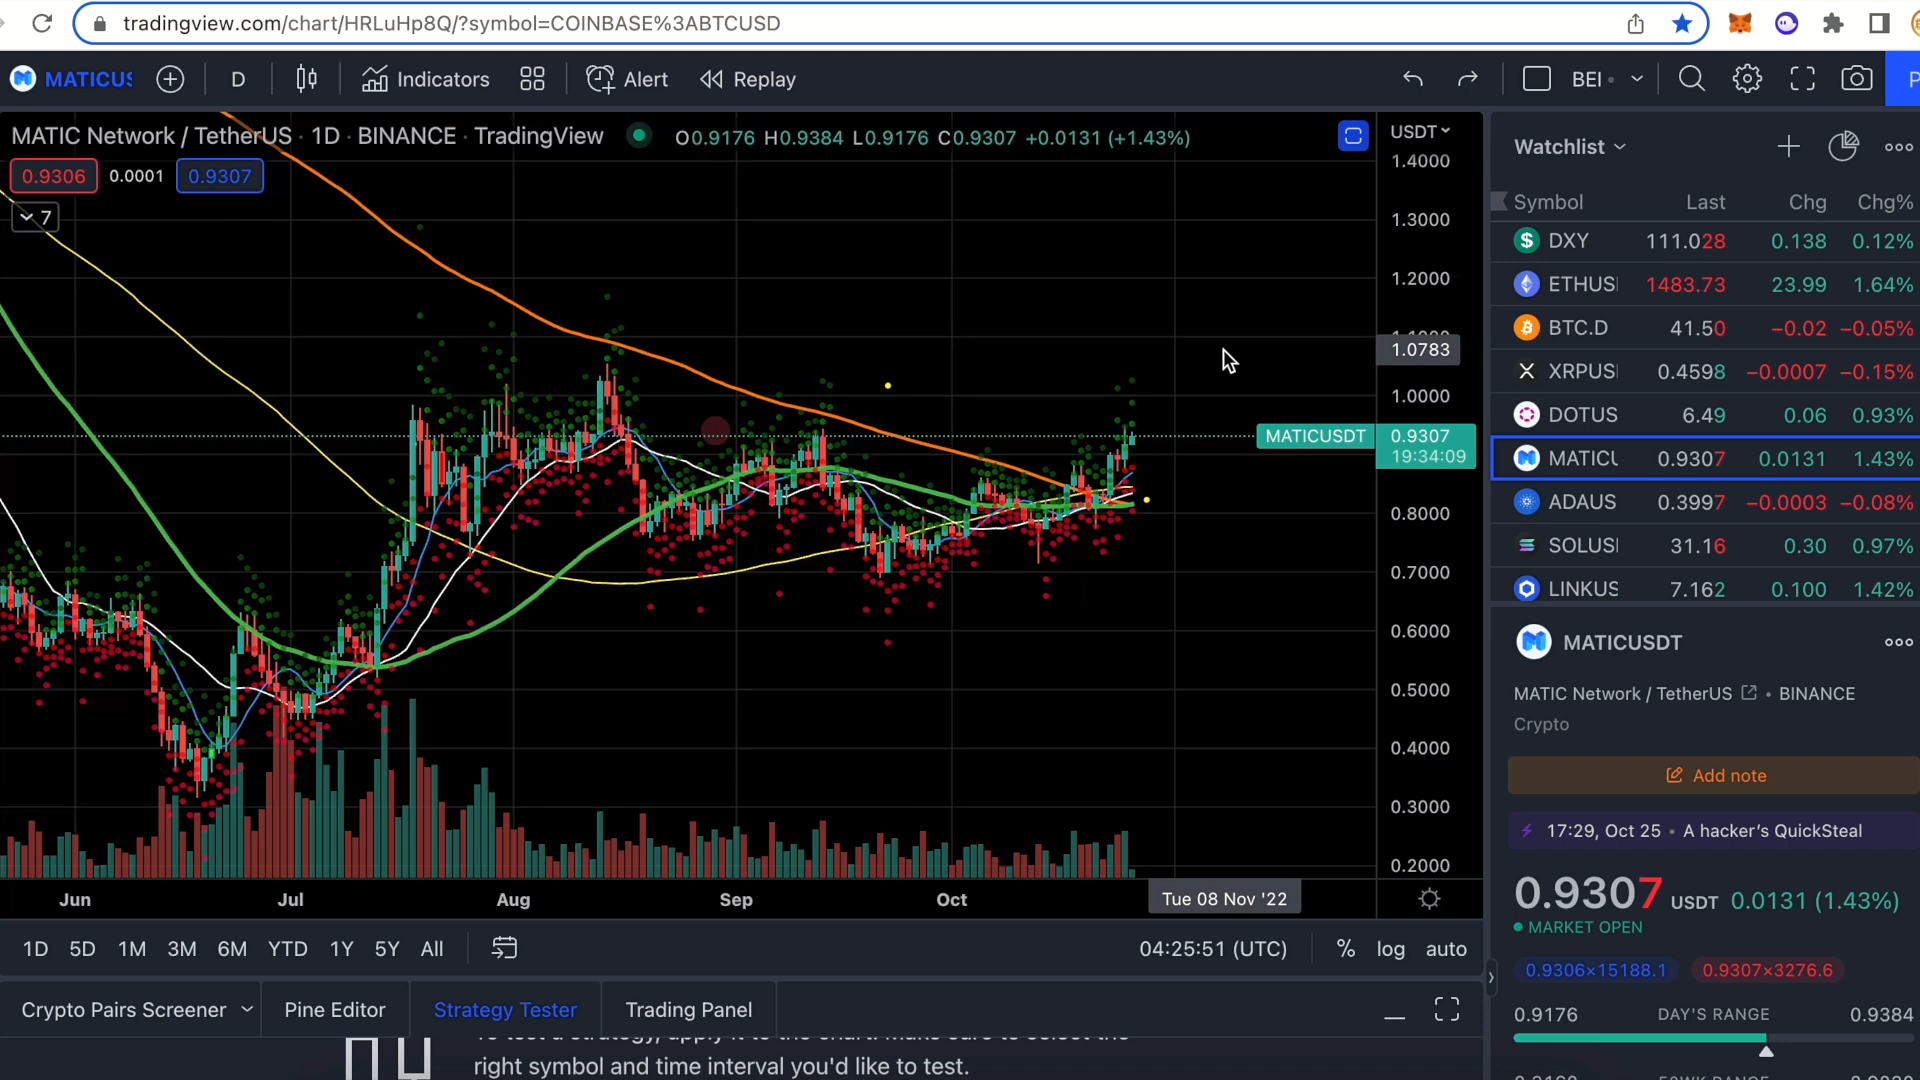 tradingview.com/chart/HRLuHp8Q/?symbol=COINBASE%3ABTCUSD
MATICUS D Indicators Alert Replay BEI
MATIC Network / TetherUS · 1D · BINANCE · TradingView O0.9176 H0.9384 L0.9176 C0.9307 +0.0131 (+1.43%)
0.9306 0.0001 0.9307
7
USDT
1.4000
1.3000
1.2000
1.0783
1.0000
MATICUSDT 0.9307
19:34:09
0.8000
0.7000
0.6000
0.5000
0.4000
0.3000
0.2000
Jun Jul Aug Sep Oct Tue 08 Nov '22
1D 5D 1M 3M 6M YTD 1Y 5Y All 04:25:51 (UTC) % log auto
Crypto Pairs Screener Pine Editor Strategy Tester Trading Panel
right symbol and time interval you'd like to test.
Watchlist
Symbol Last Chg Chg%
DXY 111.028 0.138 0.12%
ETHUS 1483.73 23.99 1.64%
BTC.D 41.50 −0.02 −0.05%
XRPUS 0.4598 −0.0007 −0.15%
DOTUS 6.49 0.06 0.93%
MATICU 0.9307 0.0131 1.43%
ADAUS 0.3997 −0.0003 −0.08%
SOLUS 31.16 0.30 0.97%
LINKUS 7.162 0.100 1.42%
MATICUSDT
MATIC Network / TetherUS • BINANCE
Crypto
Add note
17:29, Oct 25 • A hacker's QuickSteal
0.9307 USDT 0.0131 (1.43%)
MARKET OPEN
0.9306×15188.1 0.9307×3276.6
0.9176 DAY'S RANGE 0.9384